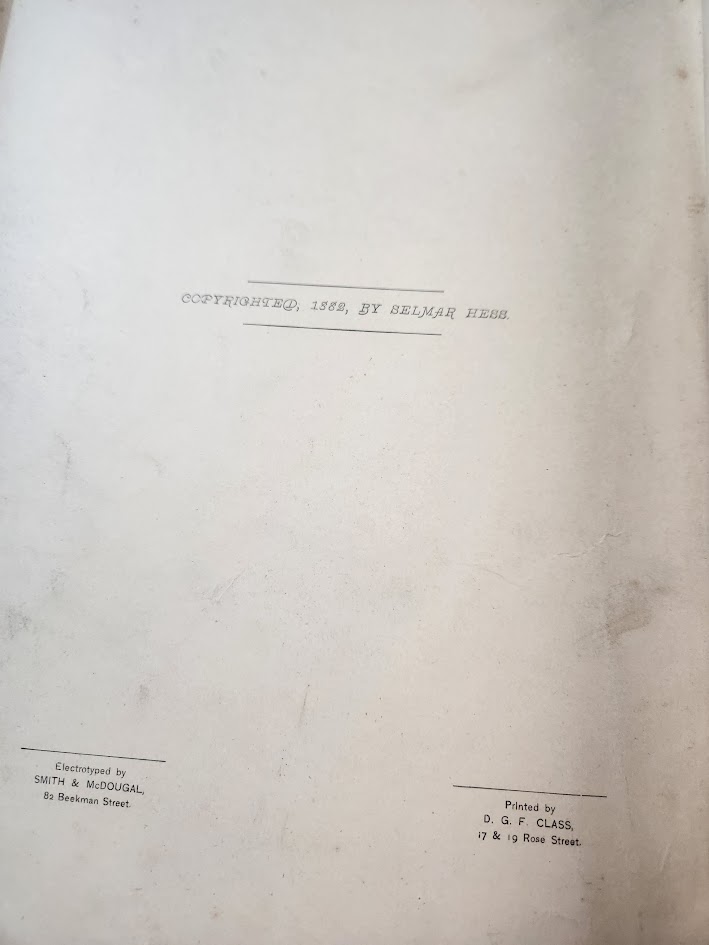 COPYRIGHTED, 1882, BY SELMAR HESS.
Electrotyped by
SMITH & McDOUGAL,
82 Beekman Street.
Printed by
D. G. F. CLASS,
17 & 19 Rose Street.